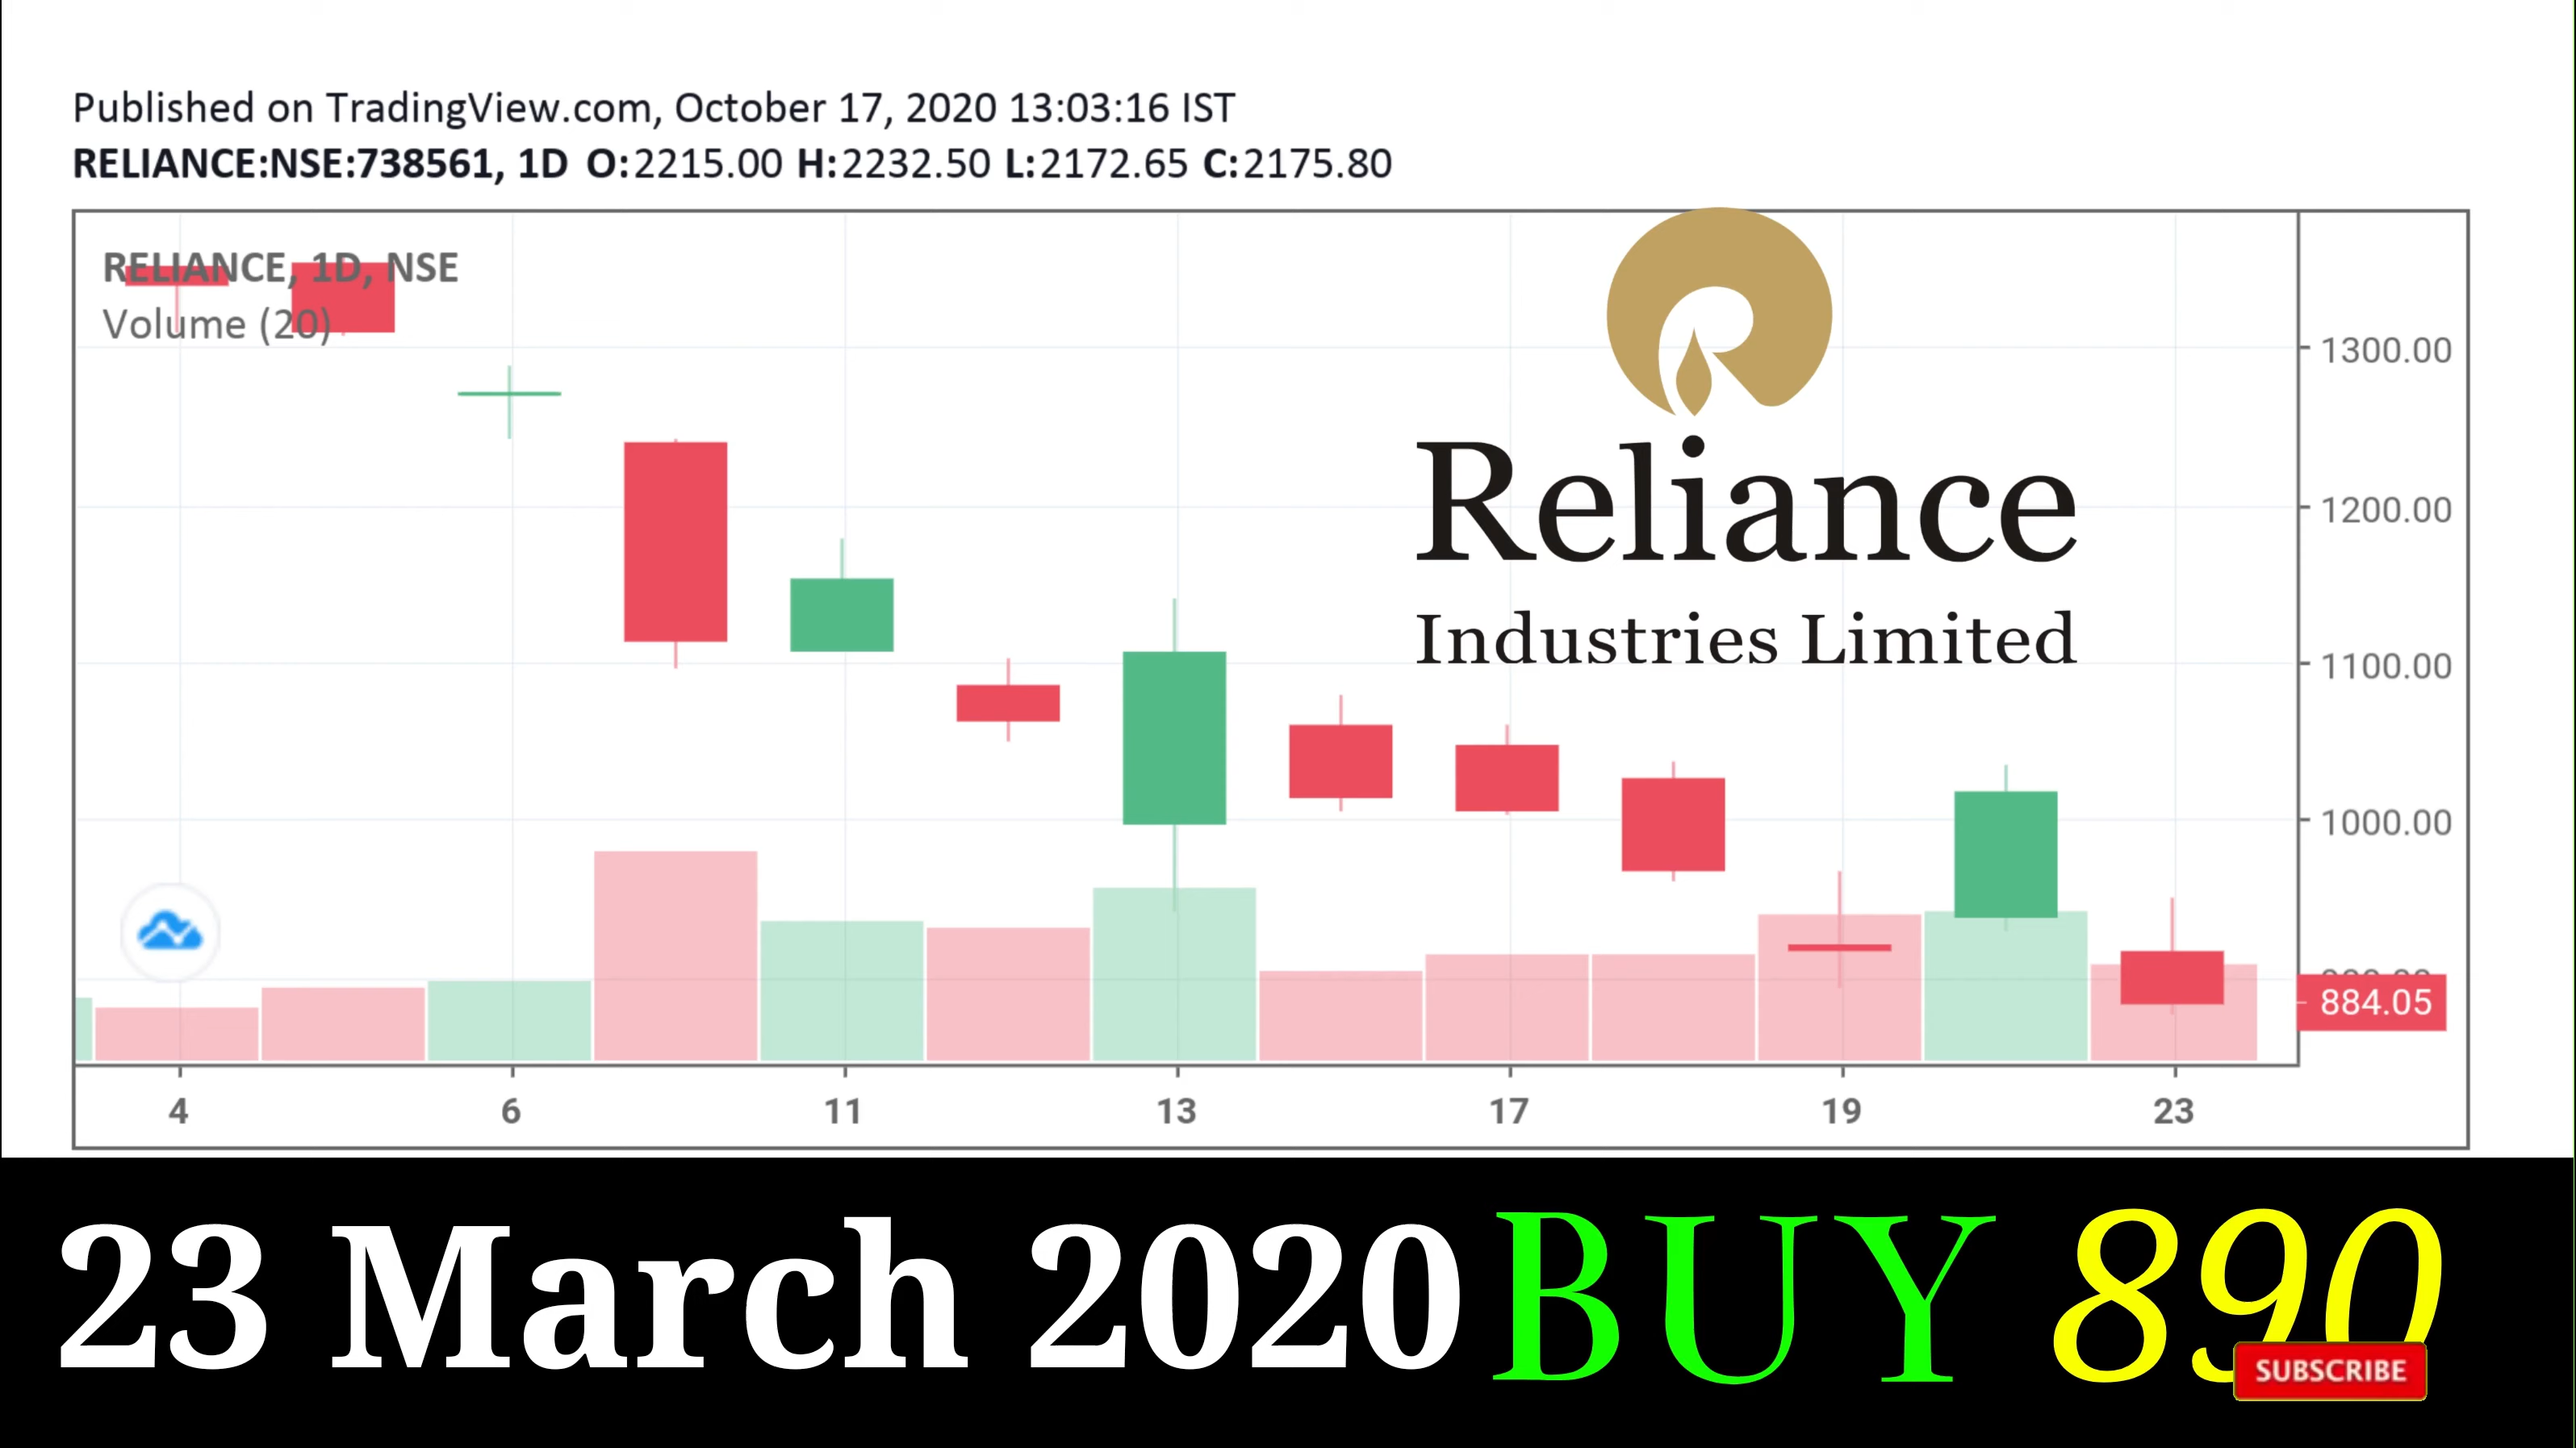 Published on TradingView.com, October 17, 2020 13:03:16 IST
RELIANCE:NSE:738561, 1D O:2215.00 H:2232.50 L:2172.65 C:2175.80
RELIANCE, 1D, NSE
Volume (20)
Reliance
Industries Limited
1300.00
1200.00
1100.00
1000.00
884.05
4 6 11 13 17 19 23
23 March 2020 BUY 890
SUBSCRIBE